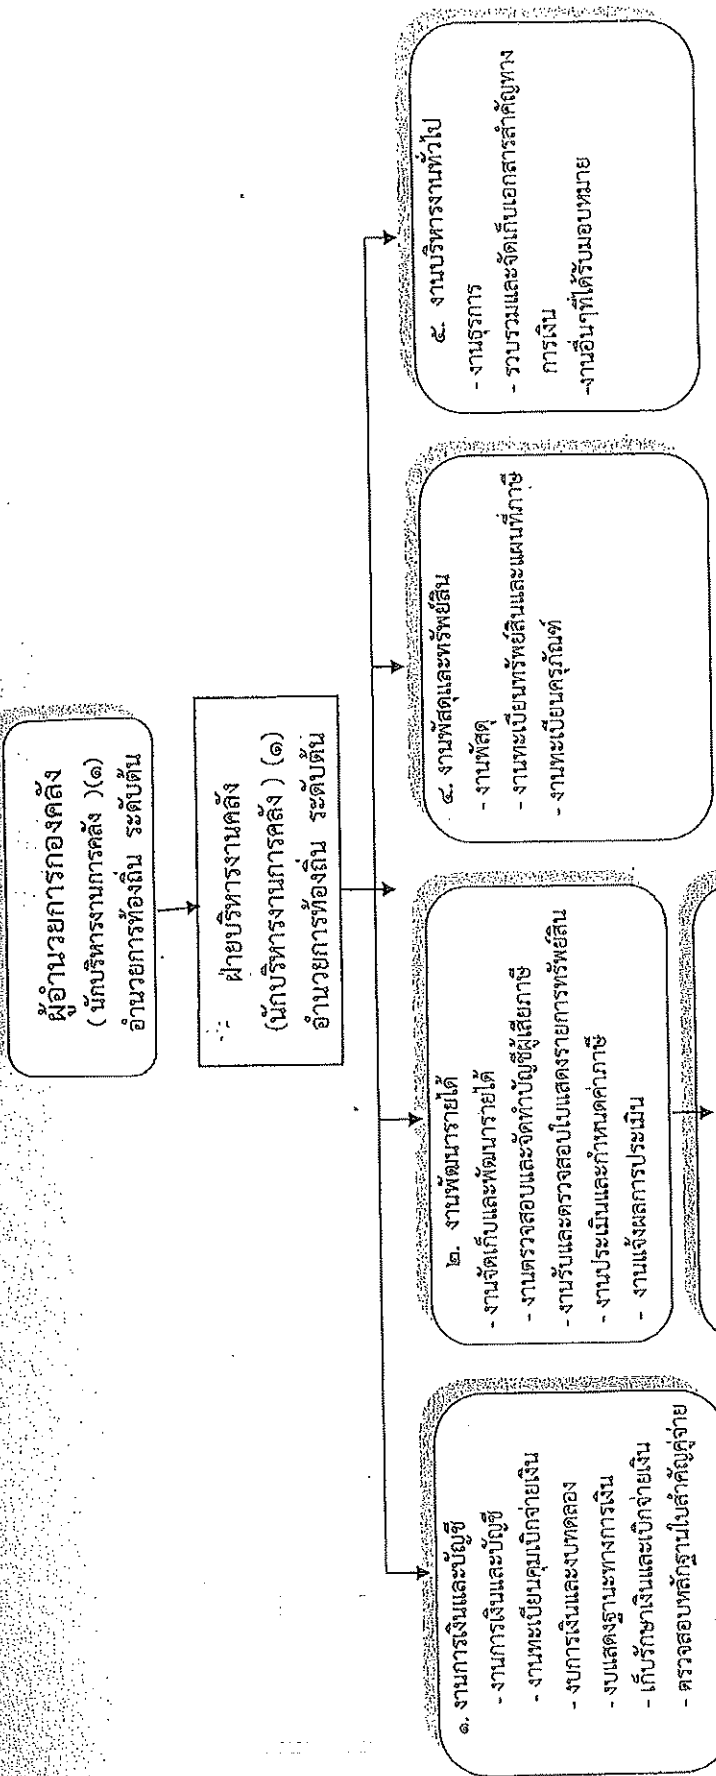 ผู้อำนวยการกองคลัง
( นักบริหารงานการคลัง )(๑)
อำนวยการท้องถิ่น ระดับต้น
ฝ่ายบริหารงานคลัง
(นักบริหารงานการคลัง ) (๑)
อำนวยการท้องถิ่น ระดับต้น
๑. งานการเงินและบัญชี
- งานการเงินและบัญชี
- งานทะเบียนคุมเบิกจ่ายเงิน
- งบการเงินและงบทดลอง
- งบแสดงฐานะทางการเงิน
- เก็บรักษาเงินและเบิกจ่ายเงิน
- ตรวจสอบหลักฐานใบสำคัญคู่จ่าย
๒. งานพัฒนารายได้
- งานจัดเก็บและพัฒนารายได้
- งานตรวจสอบและจัดทำบัญชีผู้เสียภาษี
- งานรับและตรวจสอบใบแสดงรายการทรัพย์สิน
- งานประเมินและกำหนดค่าภาษี
- งานแจ้งผลการประเมิน
๔. งานพัสดุและทรัพย์สิน
- งานพัสดุ
- งานทะเบียนทรัพย์สินและแผนที่ภาษี
- งานทะเบียนครุภัณฑ์
๕. งานบริหารงานทั่วไป
- งานธุรการ
- รวบรวมและจัดเก็บเอกสารสำคัญทาง
การเงิน
-งานอื่นๆที่ได้รับมอบหมาย